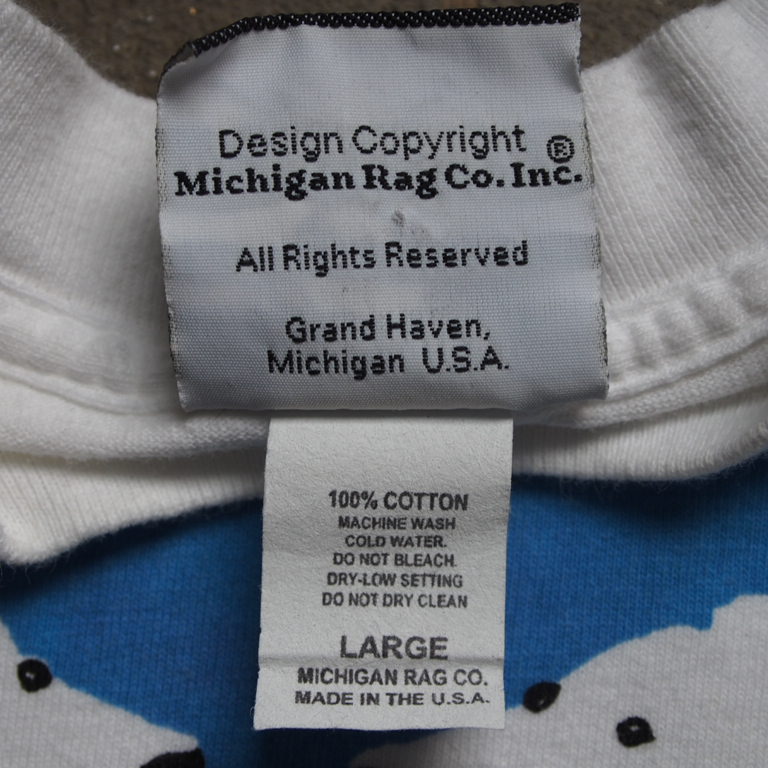 Design Copyright ®
Michigan Rag Co. Inc.
All Rights Reserved
Grand Haven,
Michigan U.S.A.
100% COTTON
MACHINE WASH
COLD WATER.
DO NOT BLEACH.
DRY-LOW SETTING
DO NOT DRY CLEAN
LARGE
MICHIGAN RAG CO.
MADE IN THE U.S.A.